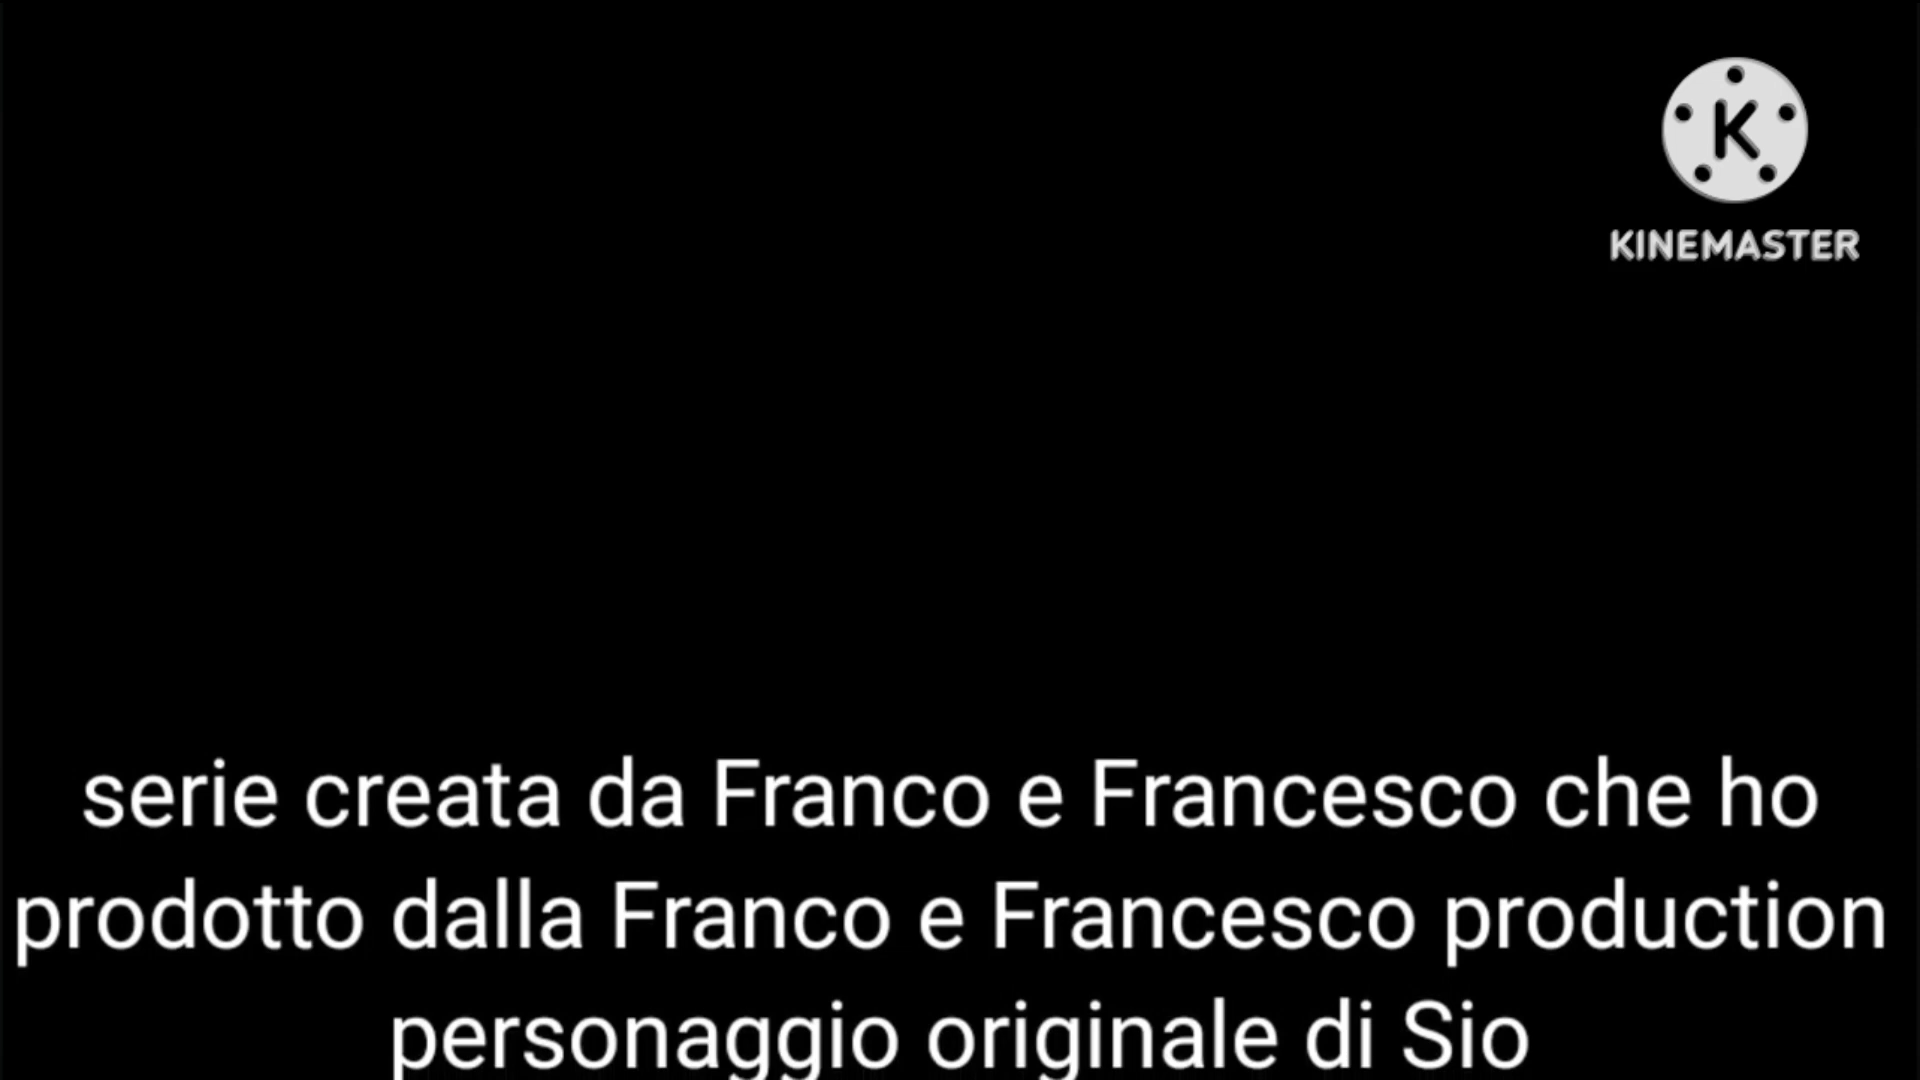 K
KINEMASTER
serie creata da Franco e Francesco che ho
prodotto dalla Franco e Francesco production
personaggio originale di Sio